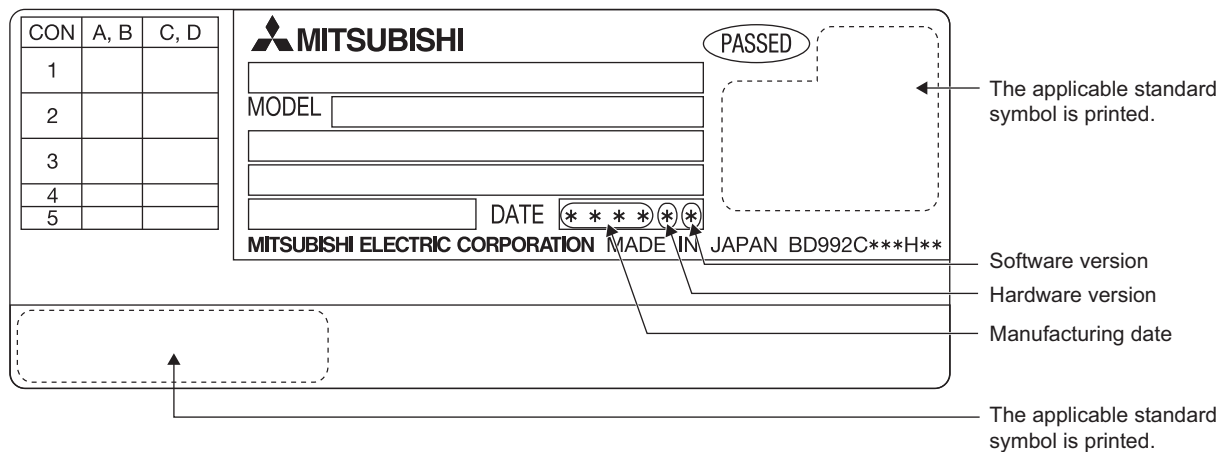 CON A, B C, D
1
2
3
4
5
MITSUBISHI
PASSED
MODEL
DATE * * * * * *
MITSUBISHI ELECTRIC CORPORATION MADE IN JAPAN BD992C***H**
The applicable standard
symbol is printed.
Software version
Hardware version
Manufacturing date
The applicable standard
symbol is printed.